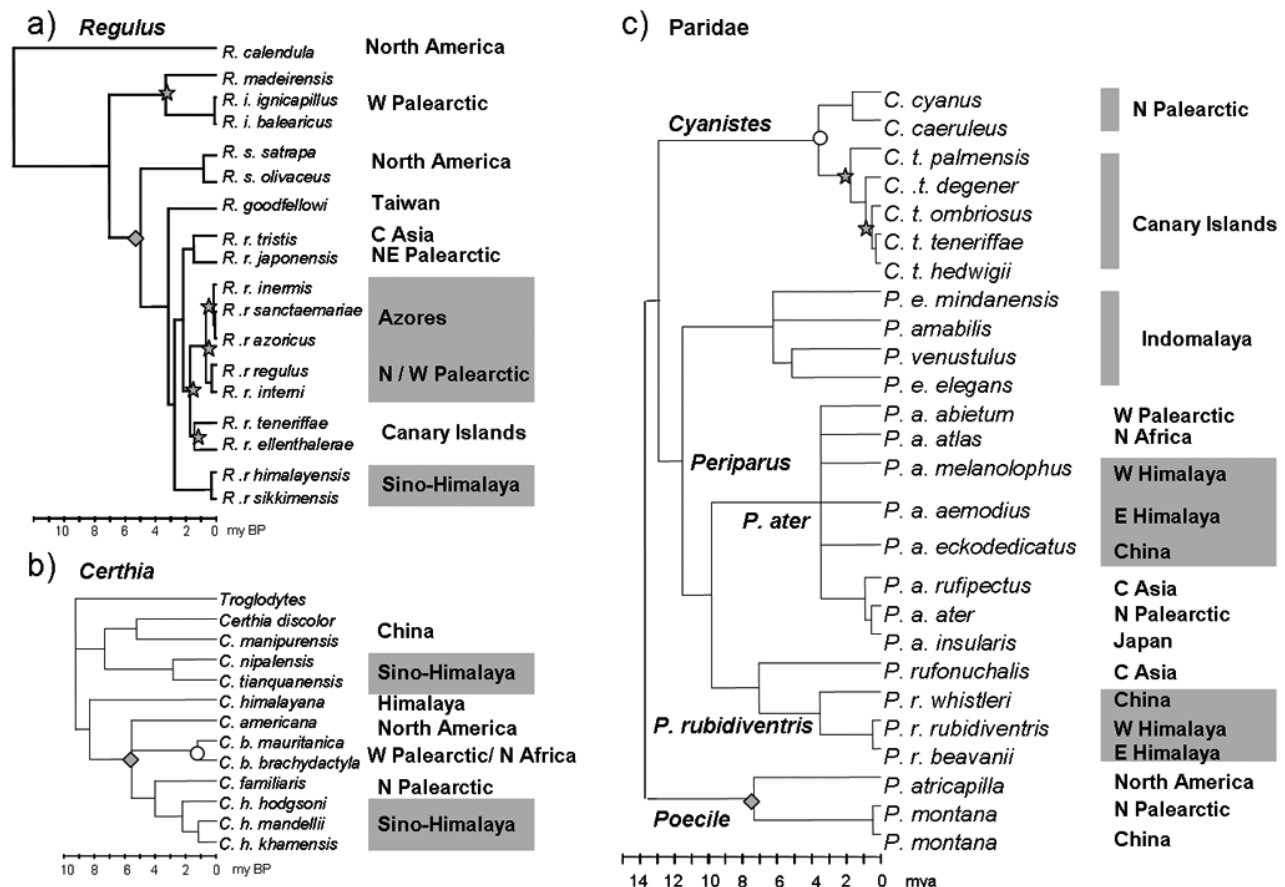 a) Regulus
R. calendula North America
R. madeirensis
R. i. ignicapillus W Palearctic
R. i. balearicus
R. s. satrapa North America
R. s. olivaceus
R. goodfellowi Taiwan
R. r. tristis C Asia
R. r. japonensis NE Palearctic
R. r. inermis
R .r sanctaemariae Azores
R .r azoricus
R .r regulus N / W Palearctic
R. r. interni
R. r. teneriffae Canary Islands
R. r. ellenthalerae
R .r himalayensis Sino-Himalaya
R .r sikkimensis
10 8 6 4 2 0 my BP
b) Certhia
Troglodytes
Certhia discolor China
C. manipurensis
C. nipalensis Sino-Himalaya
C. tianquanensis
C. himalayana Himalaya
C. americana North America
C. b. mauritanica W Palearctic/ N Africa
C. b. brachydactyla
C. familiaris N Palearctic
C. h. hodgsoni
C. h. mandellii Sino-Himalaya
C. h. khamensis
10 8 6 4 2 0 my BP
c) Paridae
Cyanistes
C. cyanus N Palearctic
C. caeruleus
C. t. palmensis
C. .t. degener
C. t. ombriosus Canary Islands
C. t. teneriffae
C. t. hedwigii
P. e. mindanensis
P. amabilis Indomalaya
P. venustulus
P. e. elegans
Periparus
P. a. abietum W Palearctic
P. a. atlas N Africa
P. a. melanolophus W Himalaya
P. ater
P. a. aemodius E Himalaya
P. a. eckodedicatus China
P. a. rufipectus C Asia
P. a. ater N Palearctic
P. a. insularis Japan
P. rufonuchalis C Asia
P. rubidiventris
P. r. whistleri China
P. r. rubidiventris W Himalaya
P. r. beavanii E Himalaya
Poecile
P. atricapilla North America
P. montana N Palearctic
P. montana China
14 12 10 8 6 4 2 0 mya